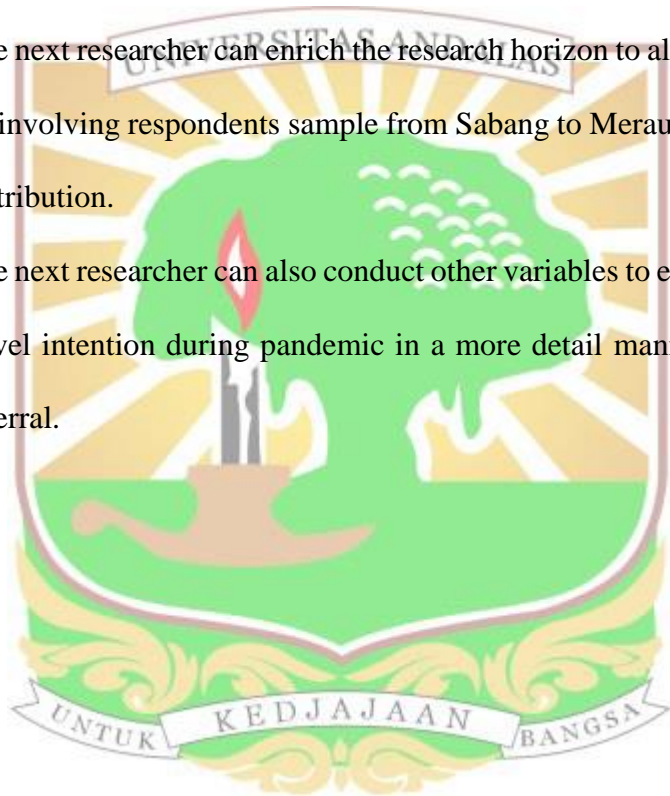 UNIVERSITAS ANDALAS
e next researcher can enrich the research horizon to al
involving respondents sample from Sabang to Merau
tribution.
e next researcher can also conduct other variables to e
vel intention during pandemic in a more detail man
erral.
UNTUK KEDJAJAAN BANGSA